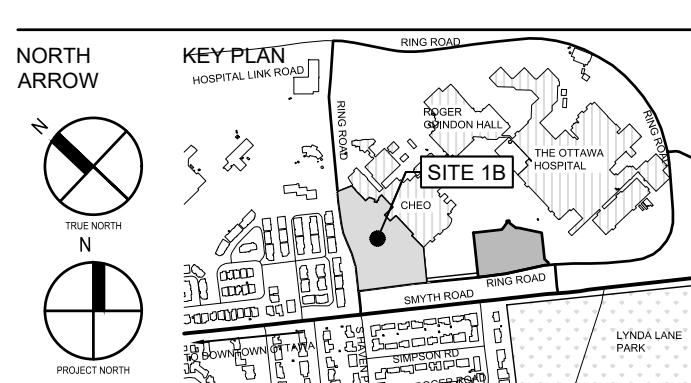 NORTH
ARROW
KEY PLAN
N
TRUE NORTH
N
PROJECT NORTH
RING ROAD
HOSPITAL LINK ROAD
RING ROAD
ROGER
GUINDON HALL
RING ROAD
THE OTTAWA
HOSPITAL
SITE 1B
CHEO
RING ROAD
SMYTH ROAD
DOWNTOWN OTTAWA
SIMPSON RD
ROAD
LYNDA LANE
PARK